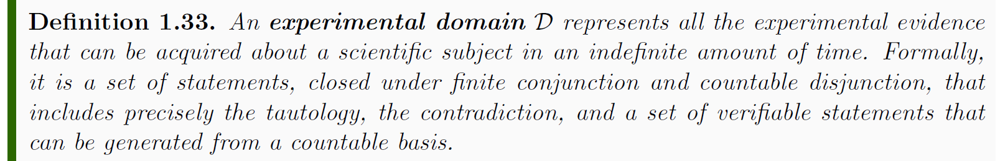 Definition 1.33. An experimental domain 𝒟 represents all the experimental evidence
that can be acquired about a scientific subject in an indefinite amount of time. Formally,
it is a set of statements, closed under finite conjunction and countable disjunction, that
includes precisely the tautology, the contradiction, and a set of verifiable statements that
can be generated from a countable basis.